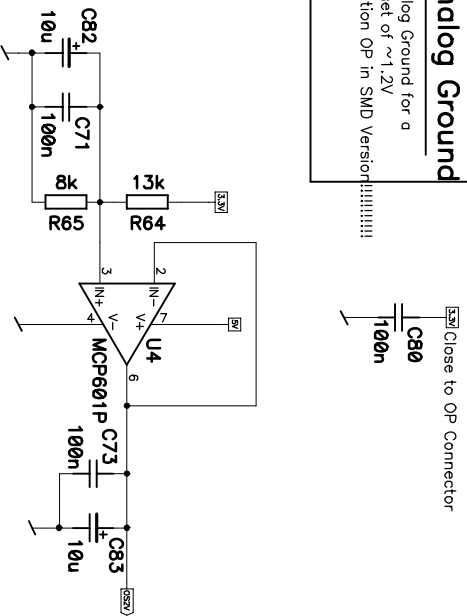 nalog Ground
log Ground for a
set of ~1.2V
tion OP in SMD Version!!!!!!!!!!!
3.3V
Close to OP Connector
C80
100n
C82
10u
C71
100n
8k
R65
13k
R64
3.3V
3
2
IN+
IN-
4
V-
V+
7
5V
U4
MCP601P
6
C73
100n
C83
10u
OS2V